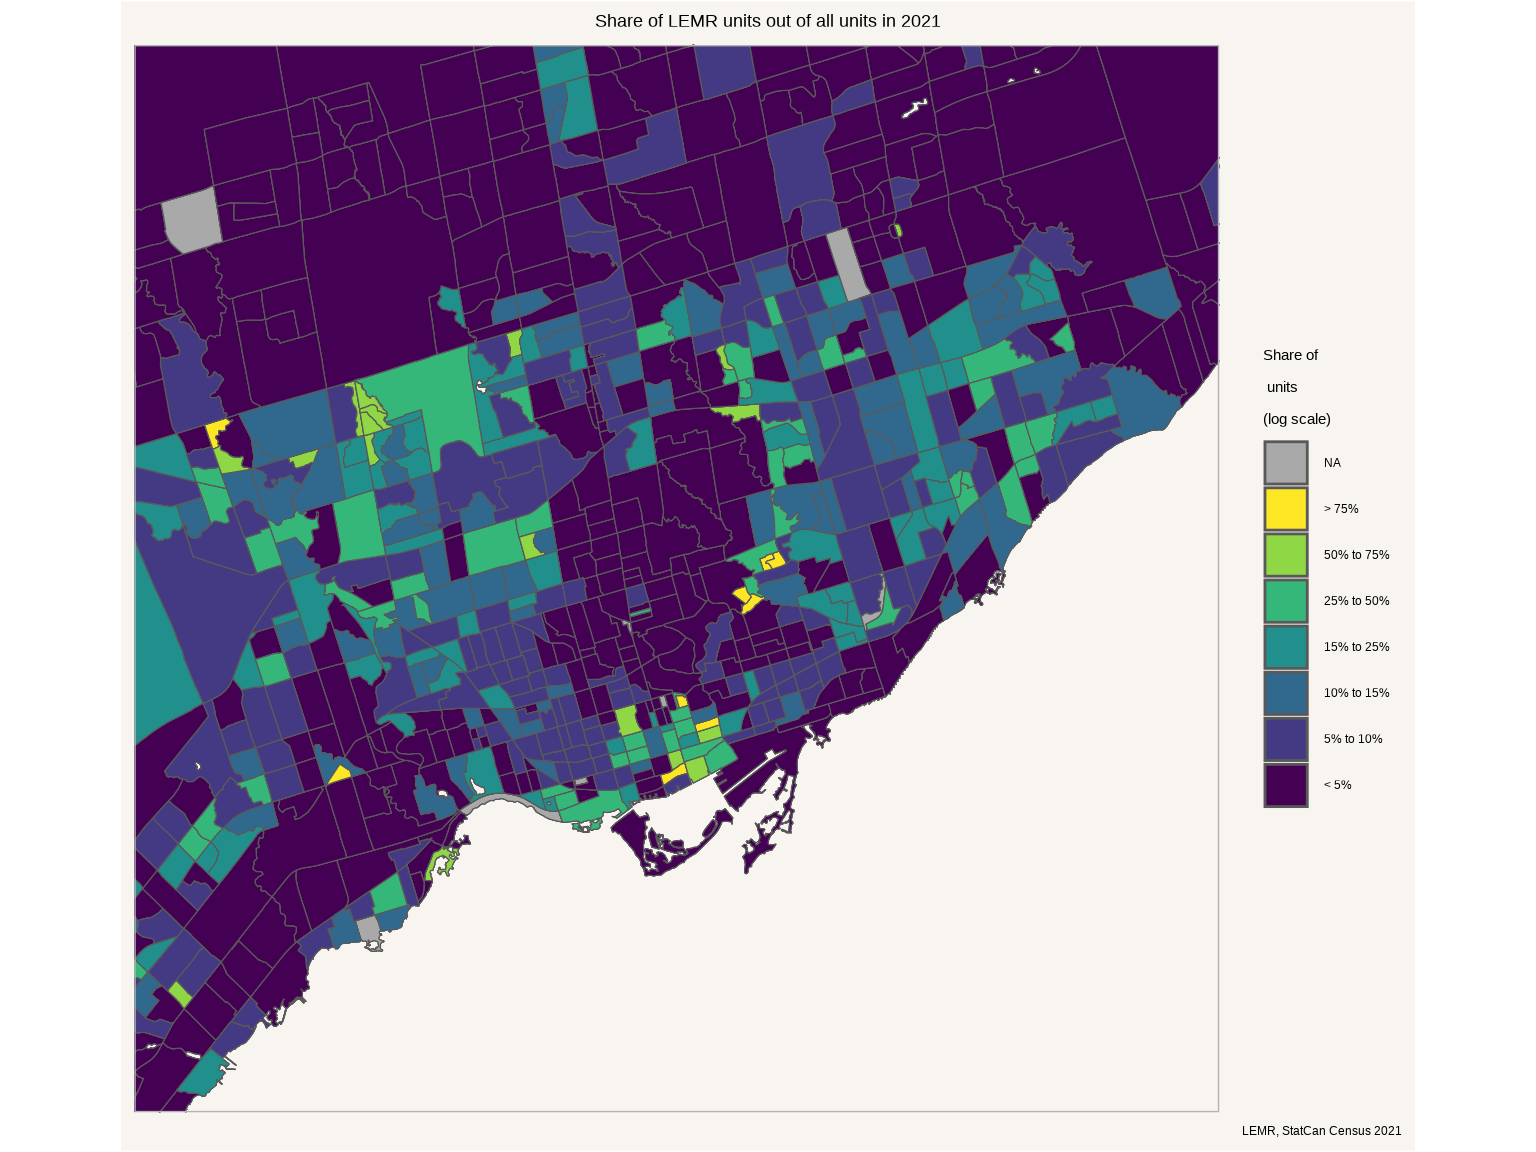 Share of LEMR units out of all units in 2021
Share of
units
(log scale)
NA
> 75%
50% to 75%
25% to 50%
15% to 25%
10% to 15%
5% to 10%
< 5%
LEMR, StatCan Census 2021